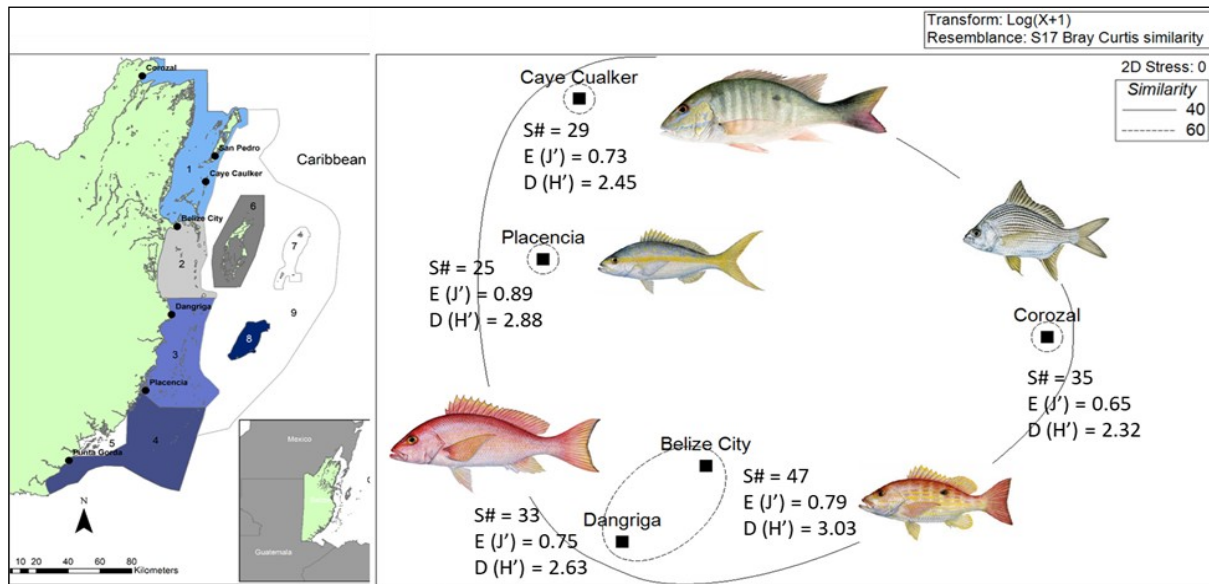 Transform: Log(X+1)
Resemblance: S17 Bray Curtis similarity
Corozal
San Pedro
Caribbean
1
Caye Caulker
Belize City
6
7
2
Dangriga
9
8
3
Placencia
4
5
Punta Gorda
N
10 20 40 60 80
Kilometers
Mexico
Guatemala
2D Stress: 0
Similarity
40
60
Caye Cualker
S# = 29
E (J') = 0.73
D (H') = 2.45
Placencia
S# = 25
E (J') = 0.89
D (H') = 2.88
Corozal
S# = 35
E (J') = 0.65
D (H') = 2.32
Belize City
S# = 47
E (J') = 0.79
D (H') = 3.03
Dangriga
S# = 33
E (J') = 0.75
D (H') = 2.63